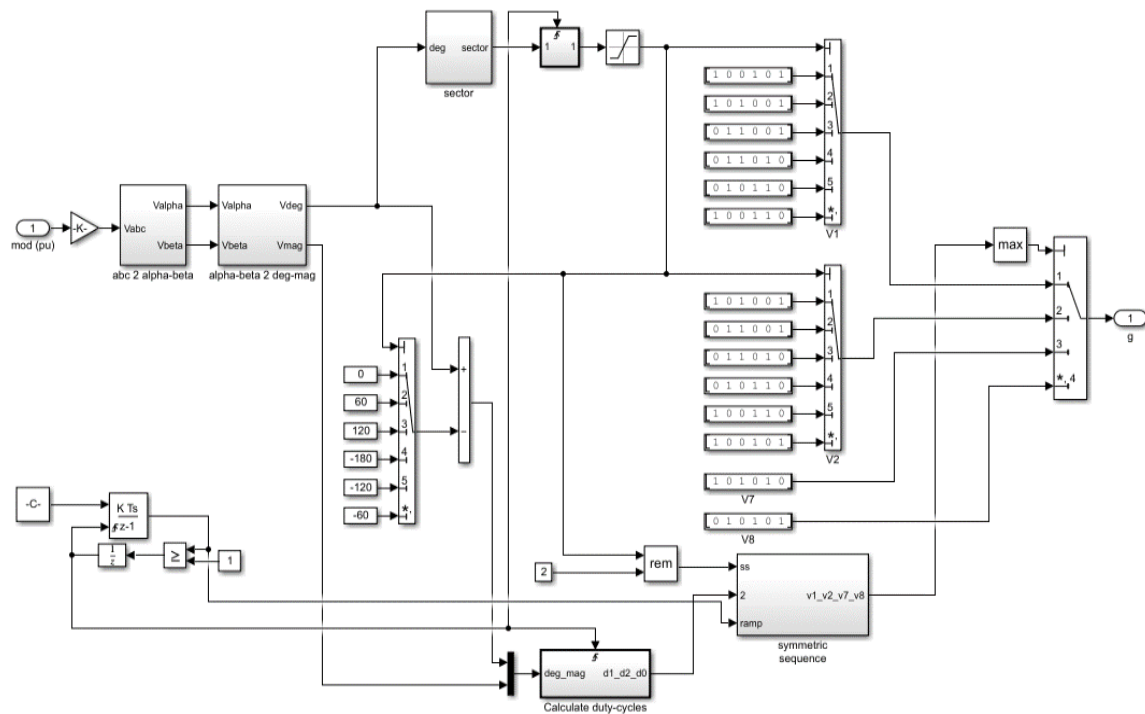 deg
sector
sector
1
1
1
2
3
4
5
*,
1 0 0 1 0 1
1 0 1 0 0 1
0 1 1 0 0 1
0 1 0 1 1 0
0 1 0 1 1 0
1 0 0 1 1 0
V1
1
mod (pu)
-K-
Vabc
Valpha
Vbeta
abc 2 alpha-beta
Valpha
Vbeta
Vdeg
Vmag
alpha-beta 2 deg-mag
max
1
2
3
*, 4
1
g
1
2
3
4
5
*,
1 0 1 0 0 1
0 1 1 0 0 1
0 1 1 0 1 0
0 1 0 1 1 0
1 0 0 1 1 0
1 0 0 1 0 1
V2
0
60
120
-180
-120
-60
1
2
3
4
5
*,
+
−
1 0 1 0 1 0
V7
0 1 0 1 0 1
V8
-C-
K Ts
z-1
1
z
≥
1
2
rem
ss
2
ramp
v1_v2_v7_v8
symmetric
sequence
deg_mag
d1_d2_d0
Calculate duty-cycles